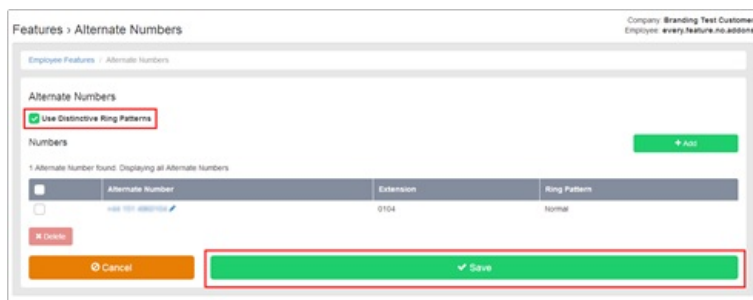 Features › Alternate Numbers
Company: Branding Test Customer
Employee: every.feature.no.addons
Employee Features / Alternate Numbers
Alternate Numbers
Use Distinctive Ring Patterns
Numbers
+ Add
1 Alternate Number found. Displaying all Alternate Numbers
Alternate Number Extension Ring Pattern
0104 Normal
Delete
Cancel
Save